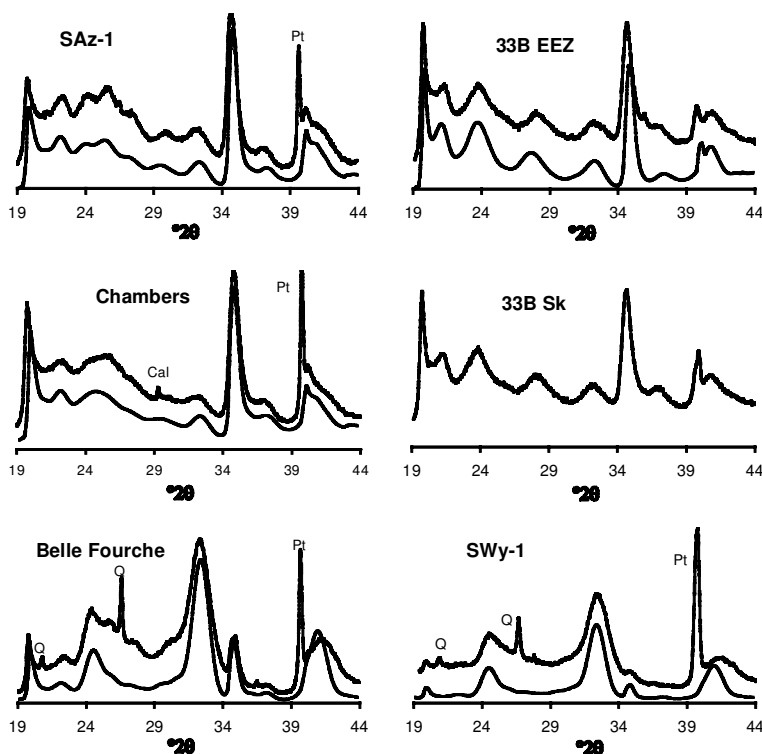 SAz-1
Pt
19 24 29 34 39 44
°2θ
33B EEZ
19 24 29 34 39 44
°2θ
Chambers
Pt
Cal
19 24 29 34 39 44
°2θ
33B Sk
19 24 29 34 39 44
°2θ
Belle Fourche
Pt
Q
Q
19 24 29 34 39 44
°2θ
SWy-1
Pt
Q
Q
19 24 29 34 39 44
°2θ